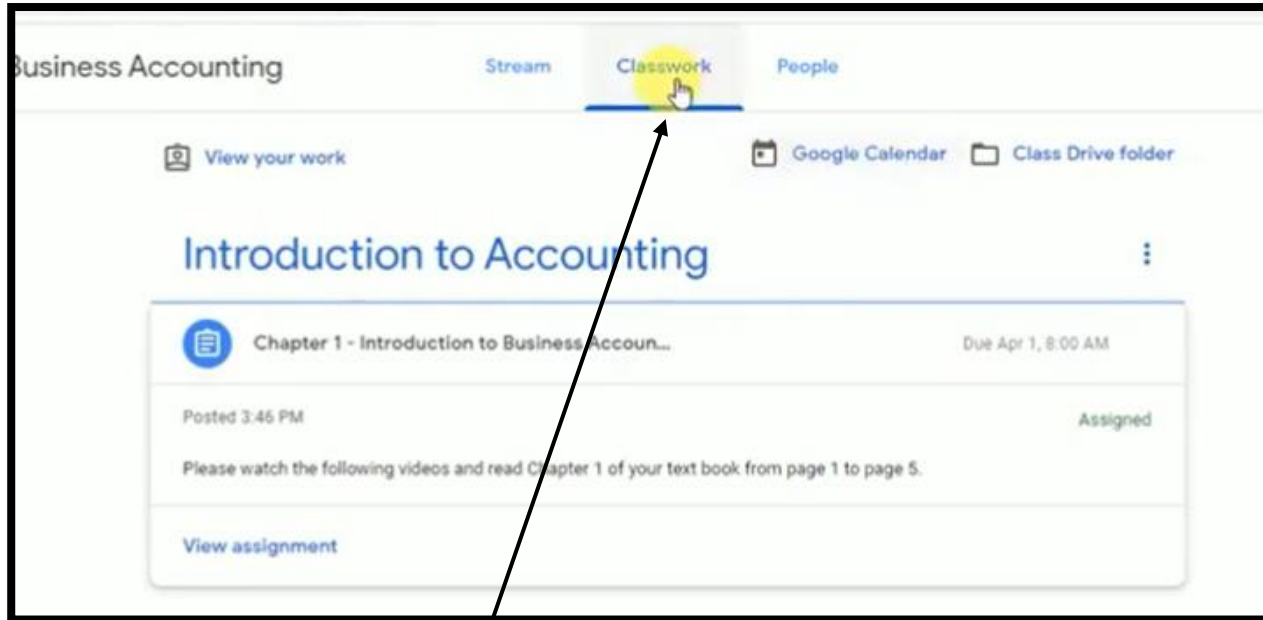 Business Accounting Stream Classwork People
View your work Google Calendar Class Drive folder
Introduction to Accounting
Chapter 1 - Introduction to Business Accoun... Due Apr 1, 8:00 AM
Posted 3:46 PM Assigned
Please watch the following videos and read Chapter 1 of your text book from page 1 to page 5.
View assignment